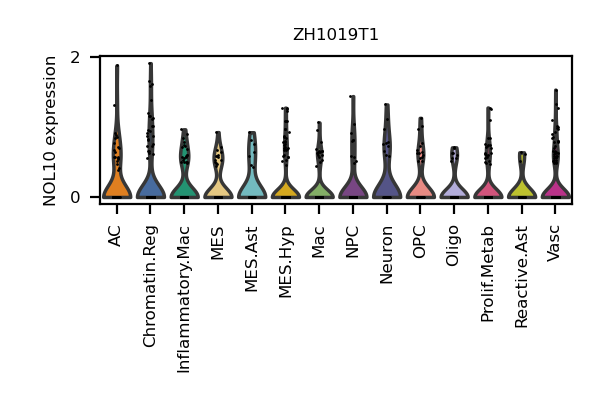 ZH1019T1
NOL10 expression
2
0
AC
Chromatin.Reg
Inflammatory.Mac
MES
MES.Ast
MES.Hyp
Mac
NPC
Neuron
OPC
Oligo
Prolif.Metab
Reactive.Ast
Vasc